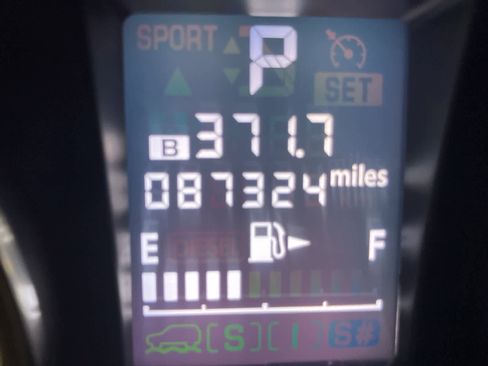 SPORT P
SET
B 371.7
087324 miles
E F
[S] [I] S#